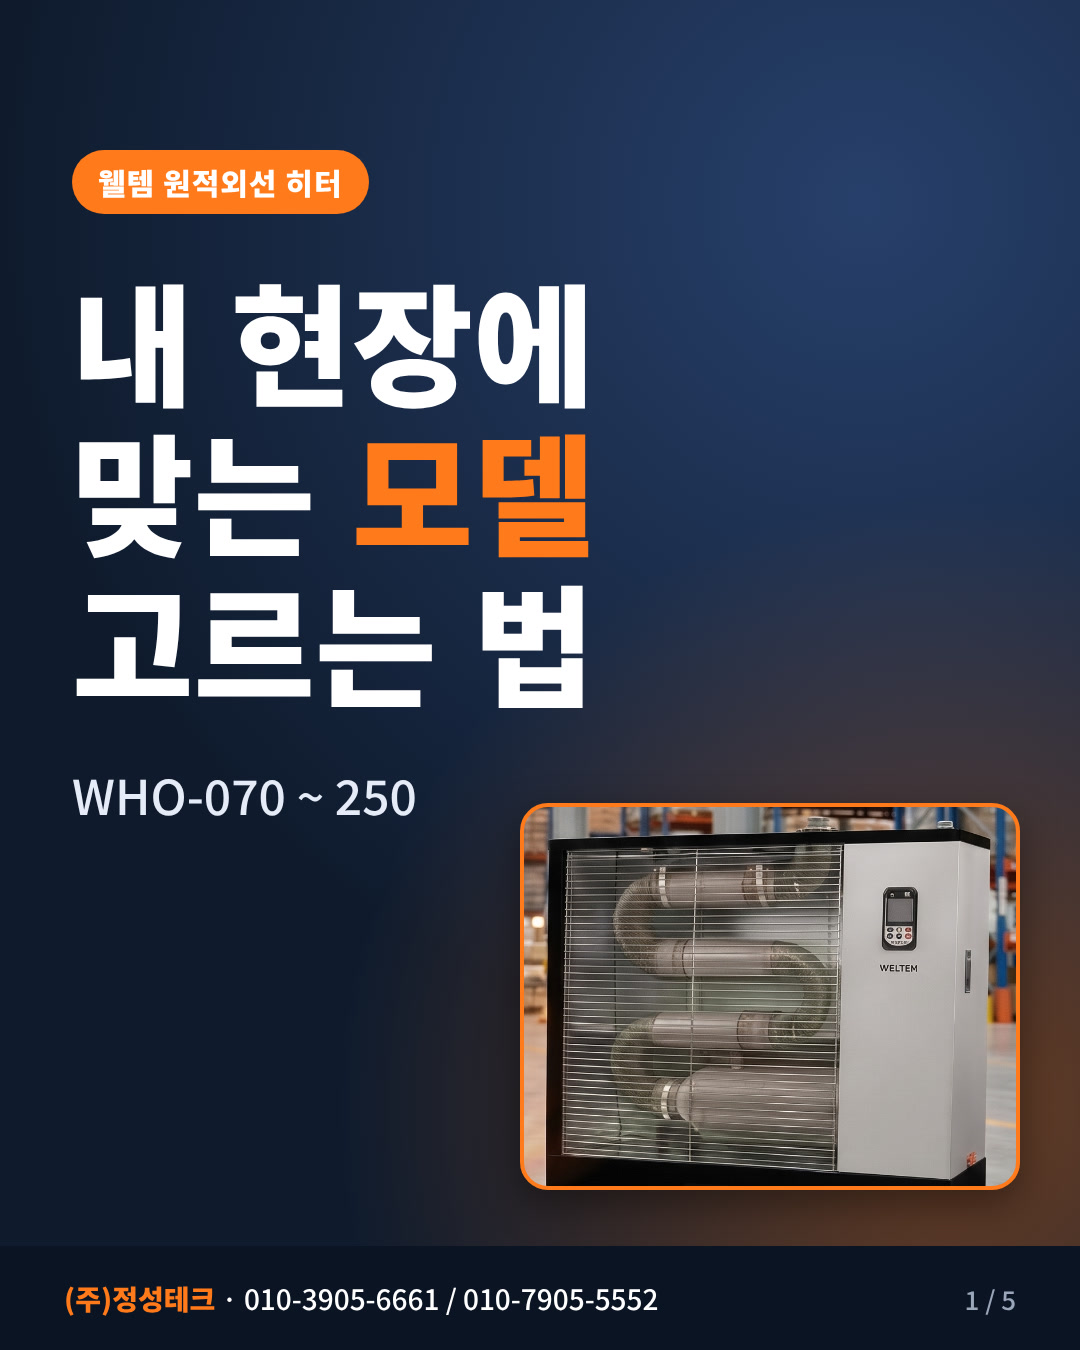 웰템 원적외선 히터
내 현장에
맞는 모델
고르는 법
WHO-070 ~ 250
WELTEM
(주)정성테크 · 010-3905-6661 / 010-7905-5552
1 / 5